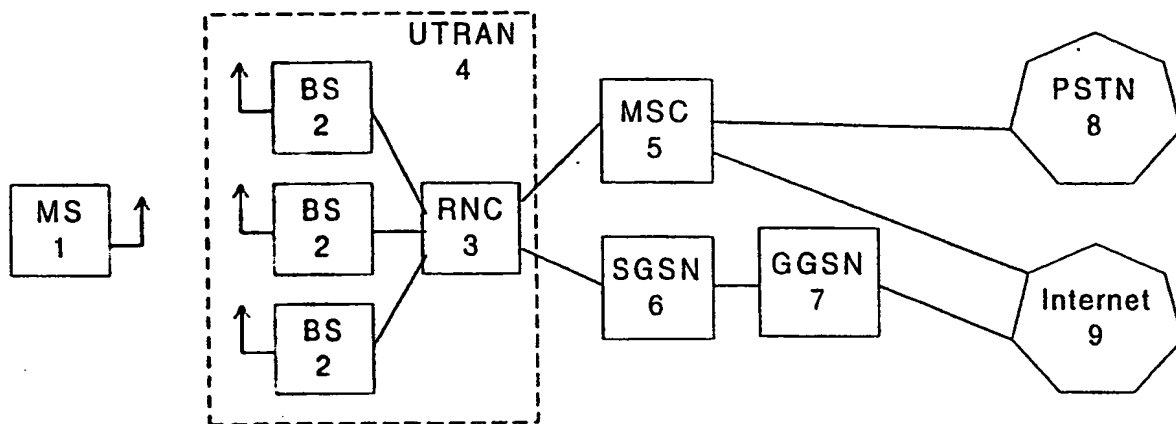 UTRAN
4
BS
2
BS
2
BS
2
MS
1
RNC
3
MSC
5
SGSN
6
GGSN
7
PSTN
8
Internet
9